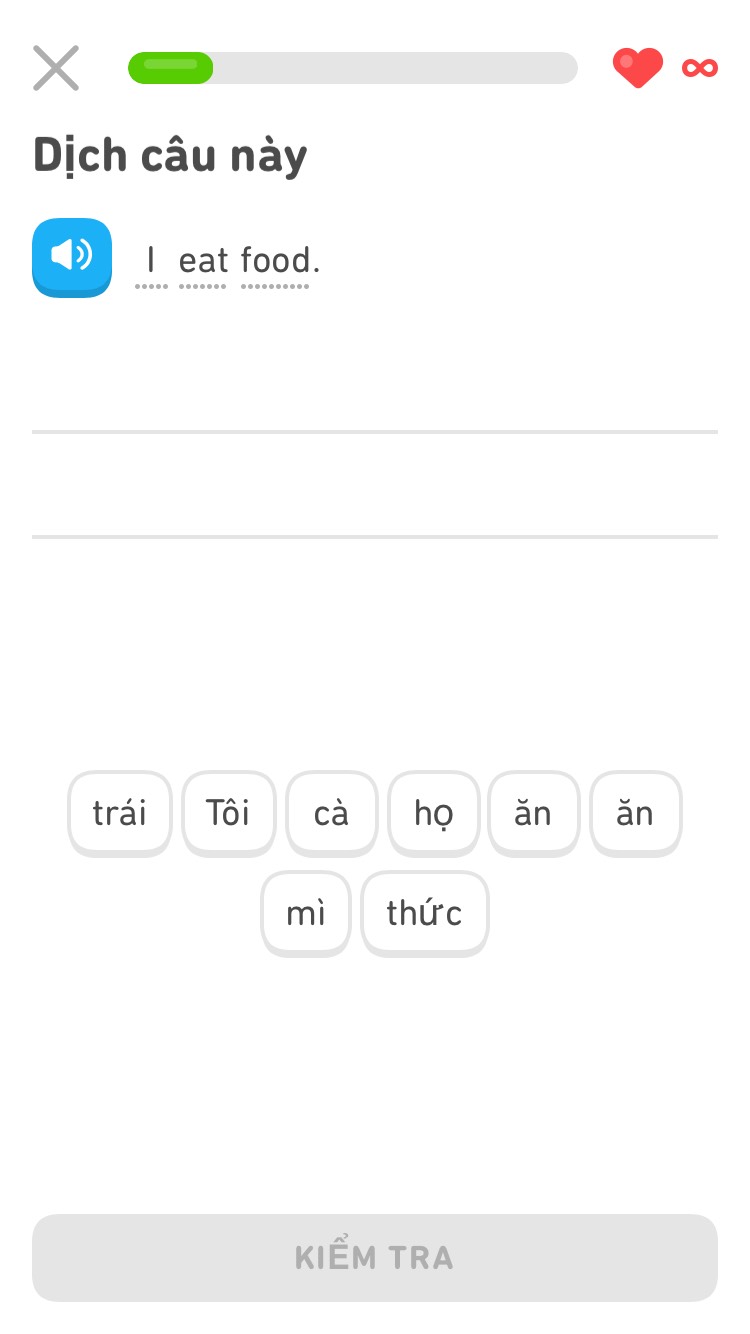 Dịch câu này
I eat food.
trái Tôi cà họ ăn ăn
mì thức
KIỂM TRA